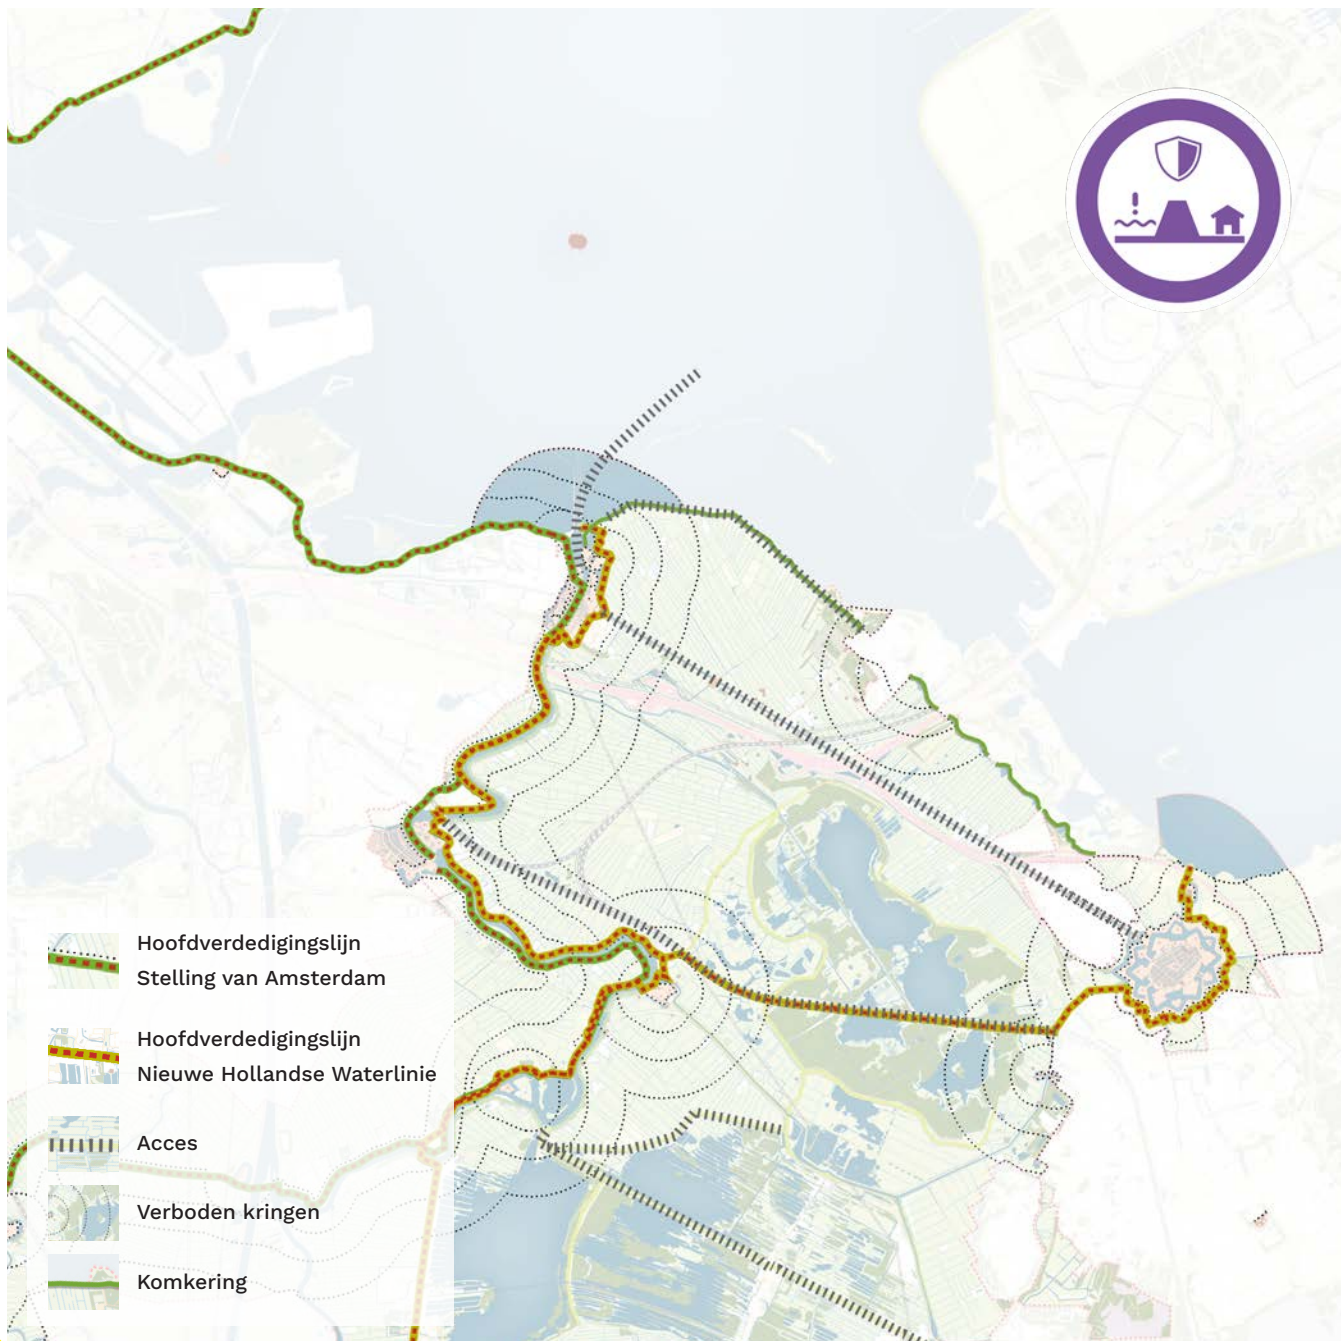 Hoofdverdedigingslijn
Stelling van Amsterdam
Hoofdverdedigingslijn
Nieuwe Hollandse Waterlinie
Acces
Verboden kringen
Komkering